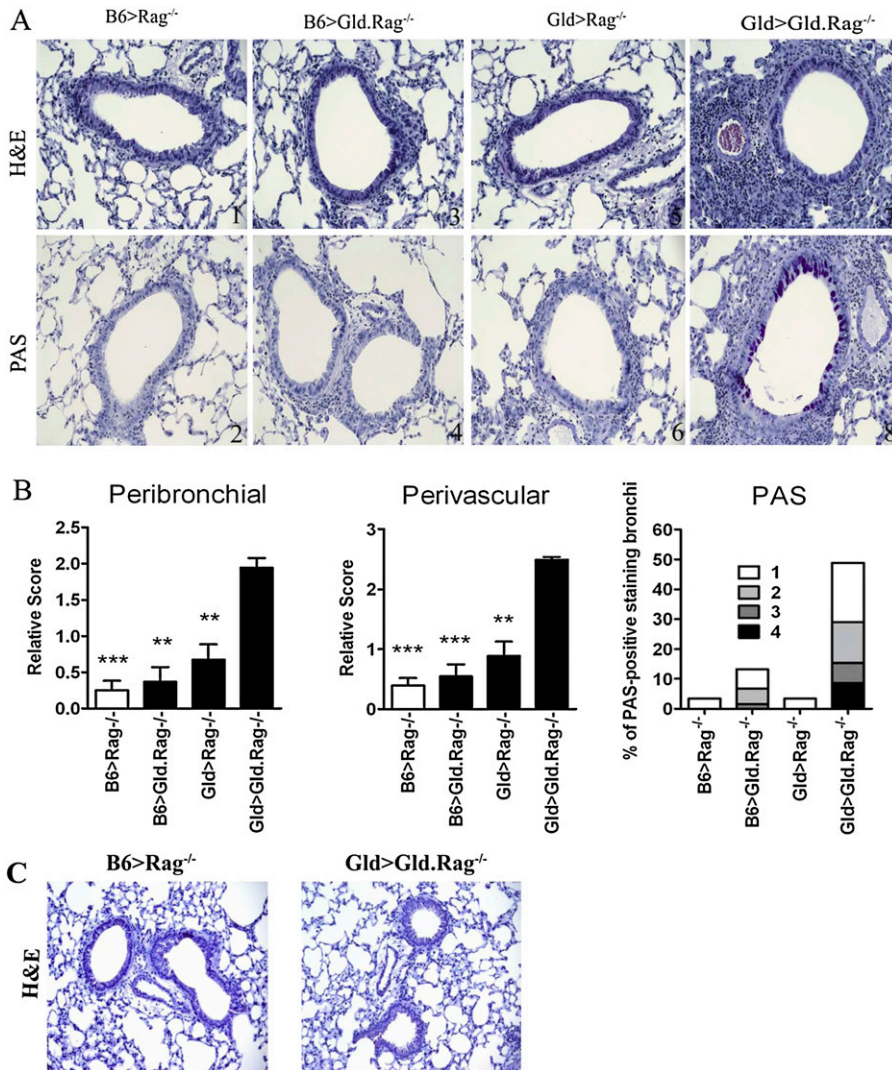 A
B6>Rag-/-
B6>Gld.Rag-/-
Gld>Rag-/-
Gld>Gld.Rag-/-
H&E
1
3
5
PAS
2
4
6
8
B
Peribronchial
Relative Score
2.5
2.0
1.5
1.0
0.5
0.0
***
**
**
B6>Rag-/-
B6>Gld.Rag-/-
Gld>Rag-/-
Gld>Gld.Rag-/-
Perivascular
Relative Score
3
2
1
0
***
***
**
B6>Rag-/-
B6>Gld.Rag-/-
Gld>Rag-/-
Gld>Gld.Rag-/-
PAS
% of PAS-positive staining bronchi
60
50
40
30
20
10
0
1
2
3
4
B6>Rag-/-
B6>Gld.Rag-/-
Gld>Rag-/-
Gld>Gld.Rag-/-
C
B6>Rag-/-
Gld>Gld.Rag-/-
H&E